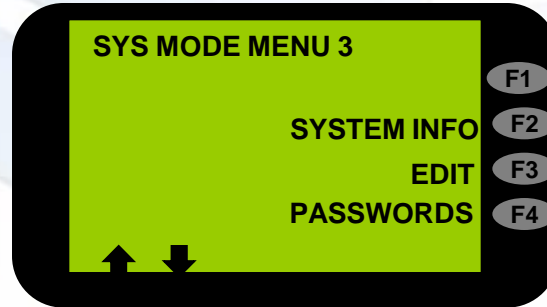 SYS MODE MENU 3
F1
SYSTEM INFO F2
EDIT F3
PASSWORDS F4